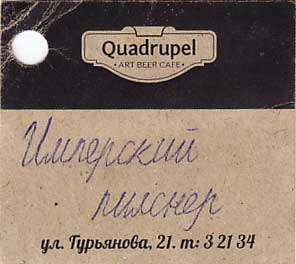 Quadrupel
• ART BEER CAFE •
Имперский
пилснер
ул. Гурьянова, 21. т: 3 21 34